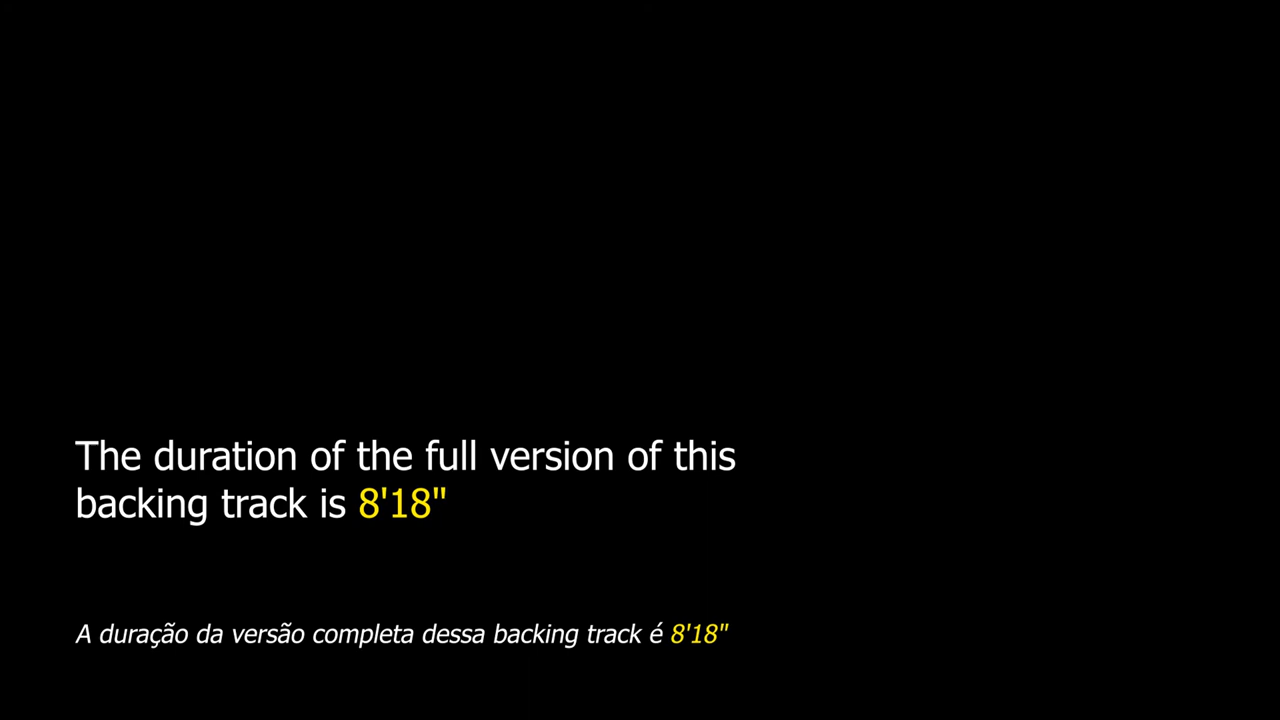 The duration of the full version of this
backing track is 8'18"
A duração da versão completa dessa backing track é 8'18"